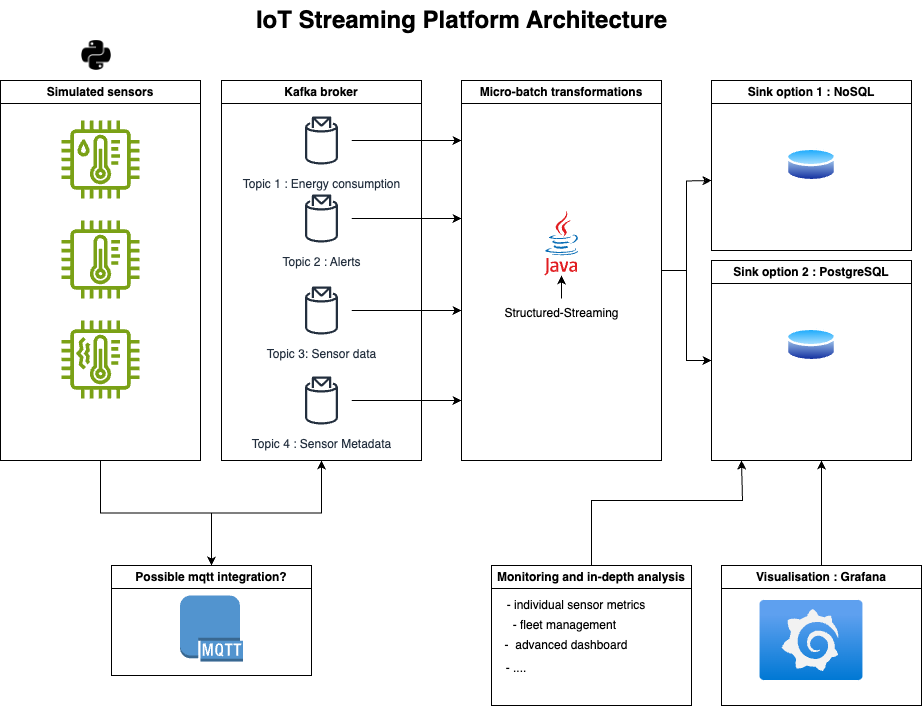 IoT Streaming Platform Architecture
Simulated sensors
Kafka broker
Topic 1 : Energy consumption
Topic 2 : Alerts
Topic 3: Sensor data
Topic 4 : Sensor Metadata
Micro-batch transformations
Java
Structured-Streaming
Sink option 1 : NoSQL
Sink option 2 : PostgreSQL
Possible mqtt integration?
MQTT
Monitoring and in-depth analysis
- individual sensor metrics
- fleet management
- advanced dashboard
- ....
Visualisation : Grafana